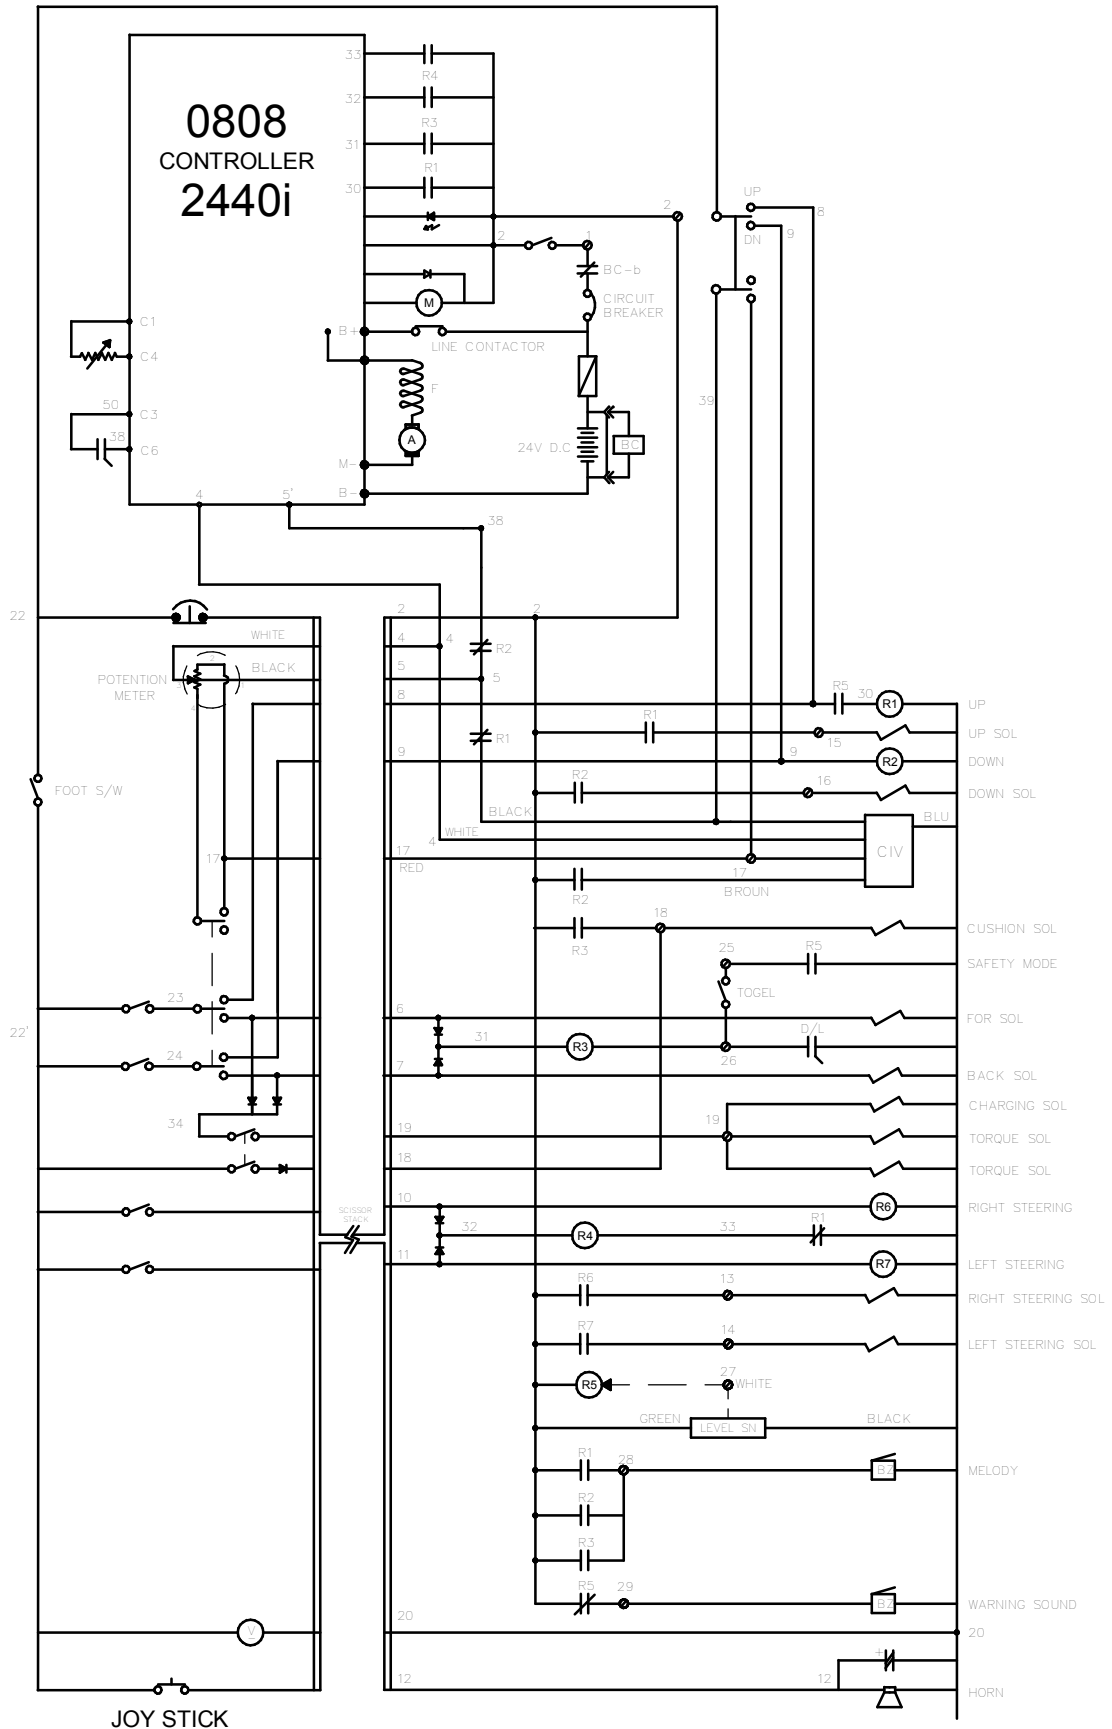 33
R4
32
R3
31
R1
30
0808
CONTROLLER
2440i
2
UP
8
DN
9
2
1
BC-b
CIRCUIT
BREAKER
M
C1
B+
LINE CONTACTOR
C4
F
50
C3
39
38
C6
A
24V D.C
BC
M-
B-
4
5'
38
22
2
2
WHITE
4
4
R2
POTENTION
METER
2
BLACK
3
1
4
5
5
8
R5
30
R1
UP
R1
R1
15
UP SOL
9
9
R2
DOWN
FOOT S/W
R2
16
DOWN SOL
BLACK
WHITE
4
BLU
17
17
RED
CIV
17
BROUN
R2
18
R3
CUSHION SOL
25
R5
SAFETY MODE
TOGEL
23
6
FOR SOL
22'
31
R3
D/L
26
24
7
BACK SOL
CHARGING SOL
34
19
19
TORQUE SOL
18
TORQUE SOL
10
SCISSOR
STACK
R6
RIGHT STEERING
32
R4
33
R1
11
R7
LEFT STEERING
R6
13
RIGHT STEERING SOL
R7
14
LEFT STEERING SOL
R5
27
WHITE
GREEN
LEVEL SN
BLACK
R1
28
BZ
MELODY
R2
R3
R5
29
BZ
WARNING SOUND
V
20
20
+
12
12
HORN
JOY STICK